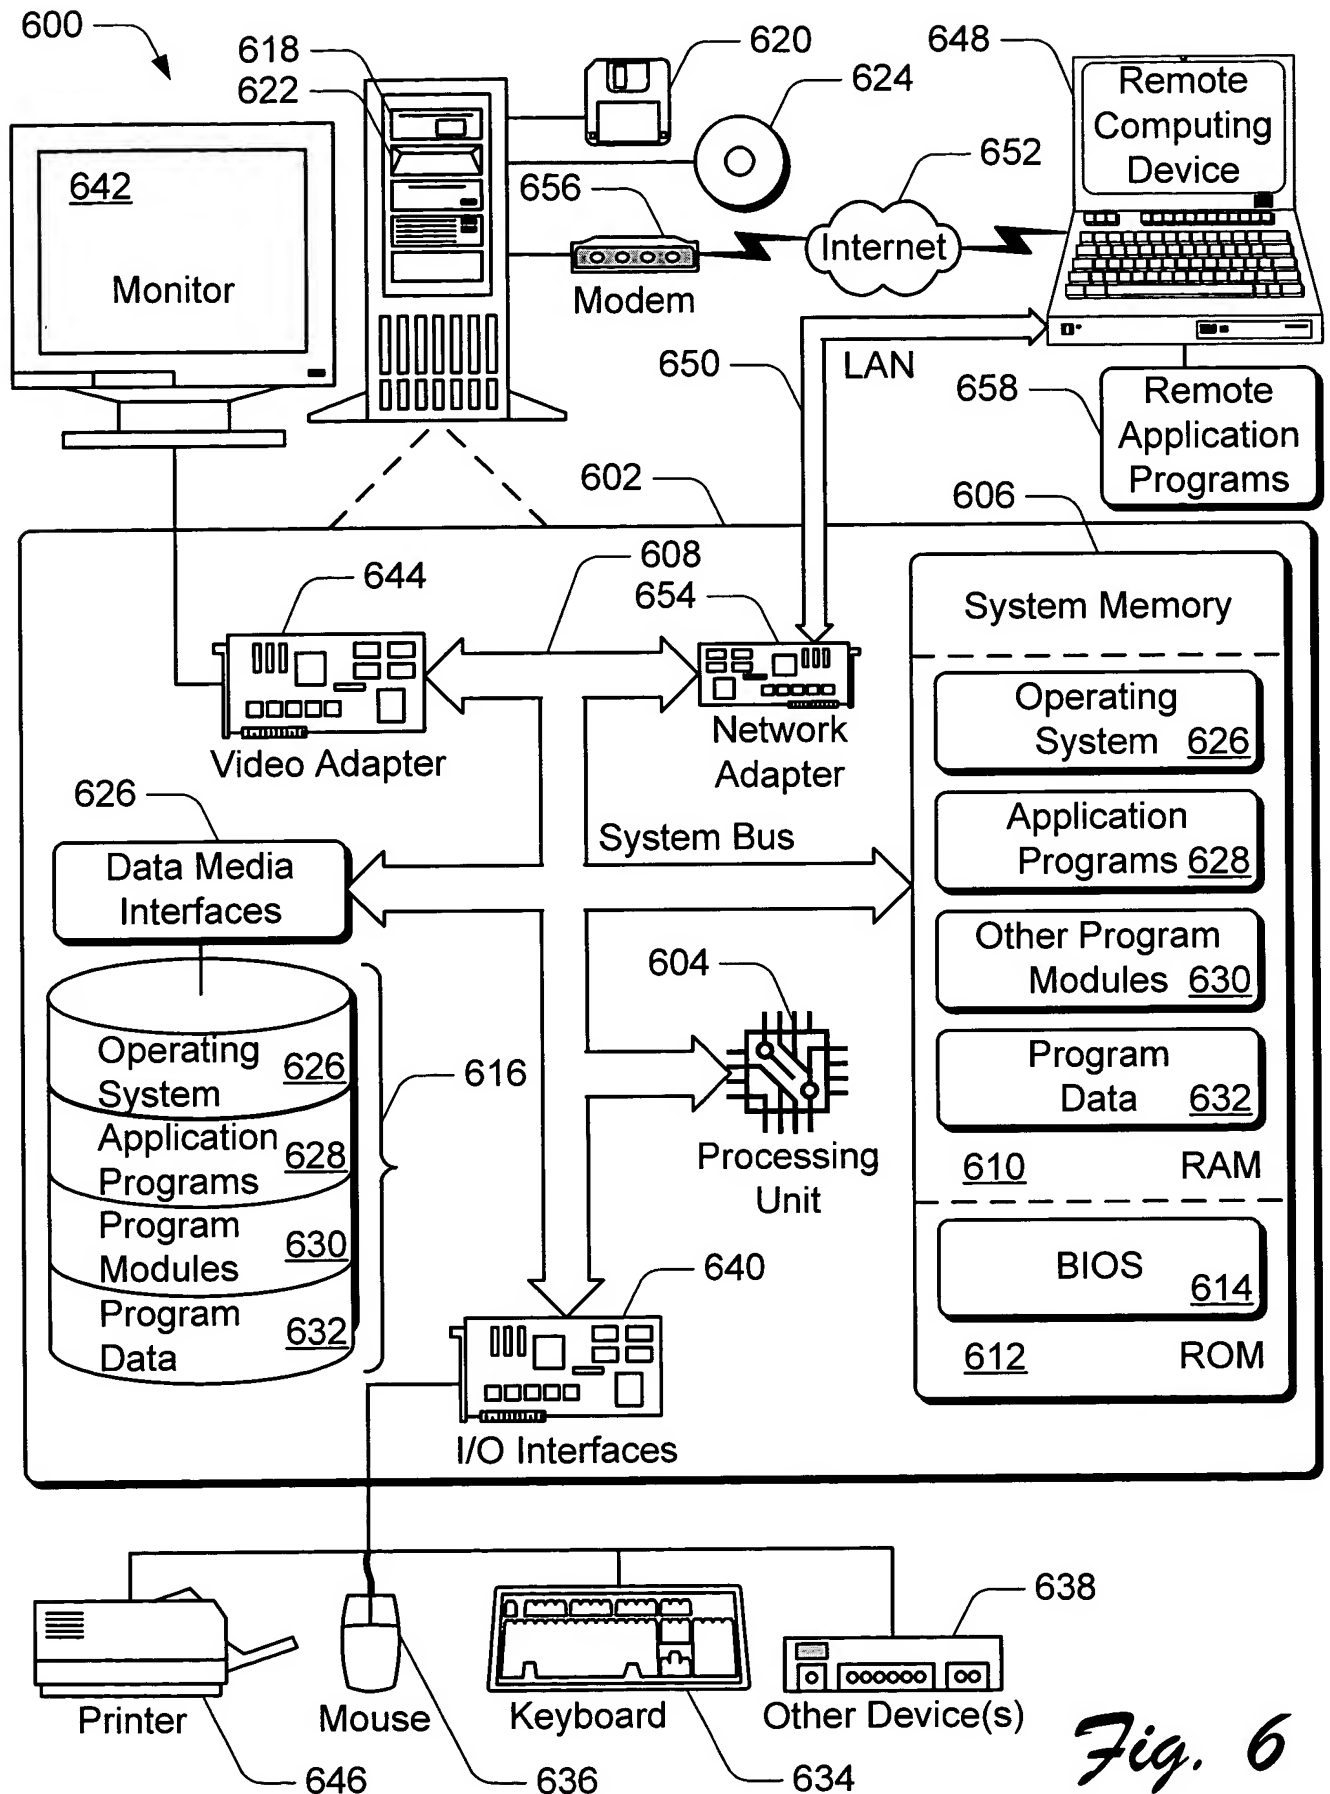 600
618
622
620
624
648
Remote
Computing
Device
652
656
642
Monitor
Internet
Modem
650
LAN
658
Remote
Application
Programs
602
606
608
644
654
System Memory
Operating
System 626
Video Adapter
Network
Adapter
626
Application
Programs 628
System Bus
Data Media
Interfaces
Other Program
Modules 630
604
Operating
System 626
616
Program
Data 632
Application
Programs 628
Processing
Unit
610 RAM
Program
Modules 630
640
BIOS
614
Program
Data 632
612 ROM
I/O Interfaces
638
Printer
Mouse
Keyboard
Other Device(s)
646
636
634
Fig. 6